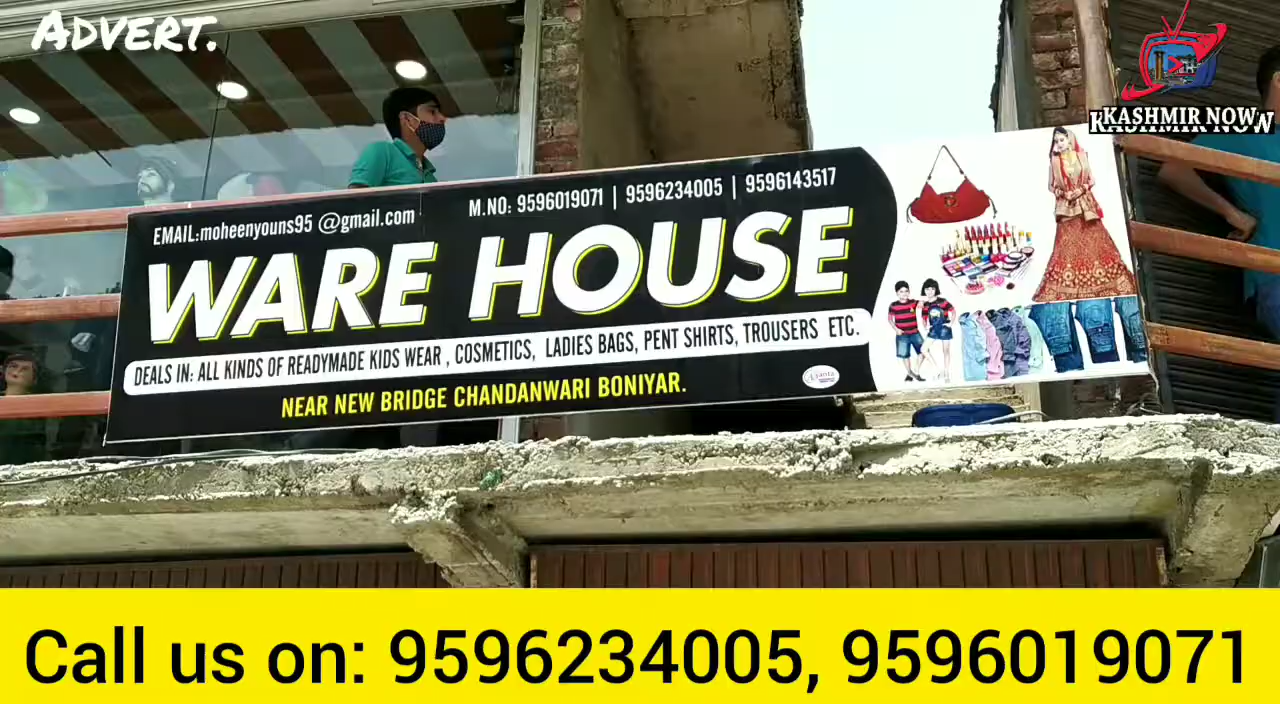 ADVERT.
KASHMIR NOW
EMAIL:moheenyouns95 @gmail.com
M.NO: 9596019071 | 9596234005 | 9596143517
WARE HOUSE
DEALS IN: ALL KINDS OF READYMADE KIDS WEAR , COSMETICS, LADIES BAGS, PENT SHIRTS, TROUSERS ETC.
NEAR NEW BRIDGE CHANDANWARI BONIYAR.
Call us on: 9596234005, 9596019071